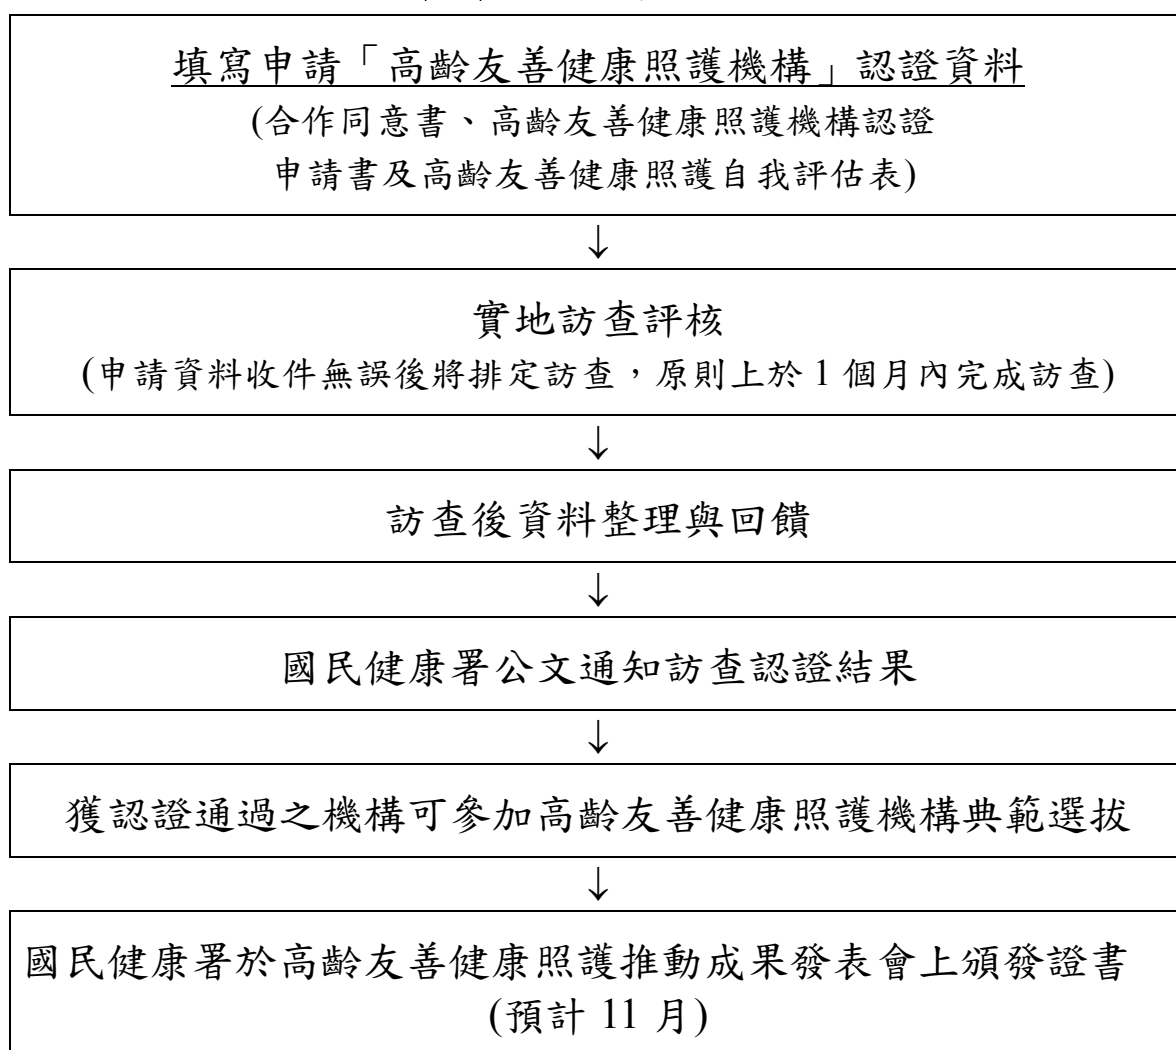 填寫申請「高齡友善健康照護機構」認證資料
(合作同意書、高齡友善健康照護機構認證
申請書及高齡友善健康照護自我評估表)
↓
實地訪查評核
(申請資料收件無誤後將排定訪查，原則上於 1 個月內完成訪查)
↓
訪查後資料整理與回饋
↓
國民健康署公文通知訪查認證結果
↓
獲認證通過之機構可參加高齡友善健康照護機構典範選拔
↓
國民健康署於高齡友善健康照護推動成果發表會上頒發證書
(預計 11 月)